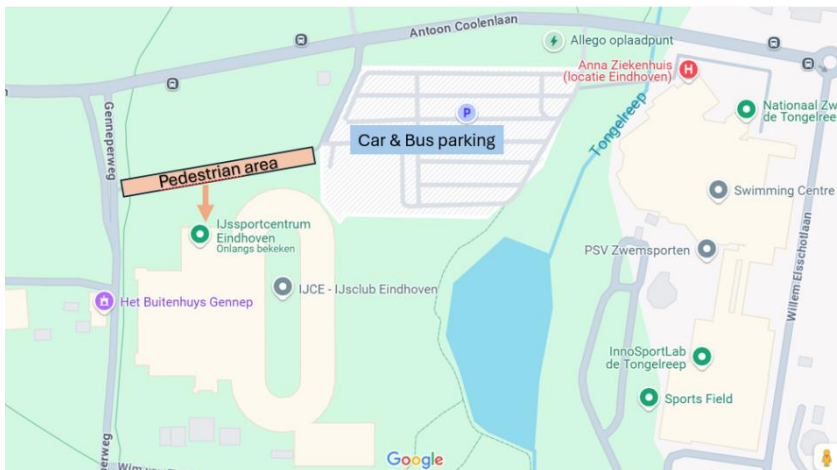 Antoon Coolenlaan
Allego oplaadpunt
Anna Ziekenhuis
(locatie Eindhoven)
H
Nationaal Zw
de Tongelreep
P
Car & Bus parking
Tongelreep
Genneperweg
Pedestrian area
Swimming Centre
IJssportcentrum
Eindhoven
Onlangs bekeken
PSV Zwemsporten
Willem Elsschotlaan
IJCE - IJsclub Eindhoven
Het Buitenhuys Gennep
InnoSportLab
de Tongelreep
Sports Field
Google